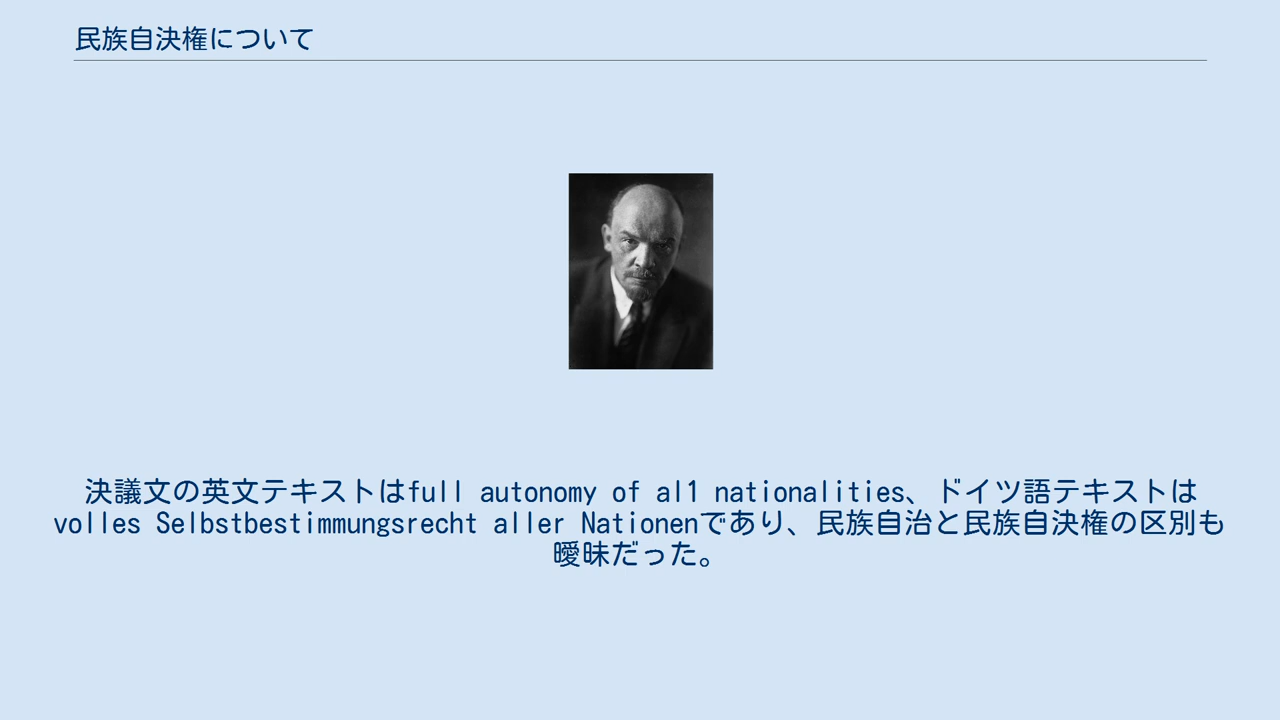 民族自決権について
決議文の英文テキストはfull autonomy of al1 nationalities、ドイツ語テキストは
volles Selbstbestimmungsrecht aller Nationenであり、民族自治と民族自決権の区別も
曖昧だった。